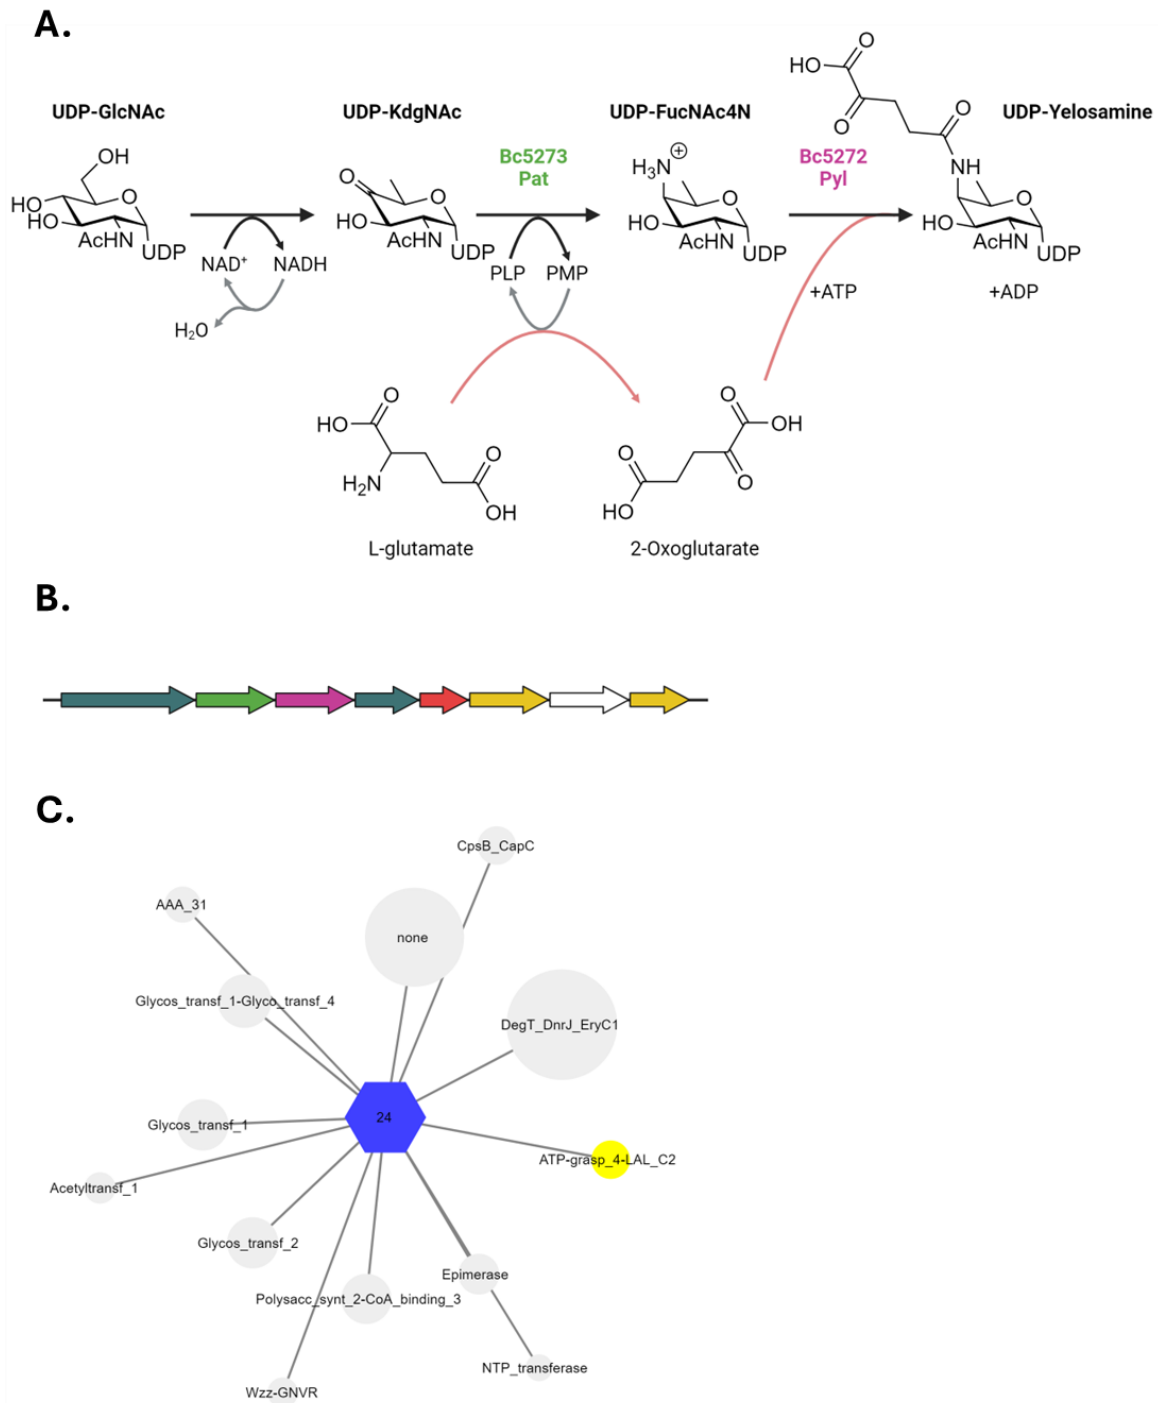 A.
UDP-GlcNAc
UDP-KdgNAc
UDP-FucNAc4N
UDP-Yelosamine
Bc5273
Pat
Bc5272
Pyl
OH
HO
HO
O
AcHN
UDP
O
O
HO
AcHN
UDP
H₃N⊕
O
HO
AcHN
UDP
O
HO
O
O
NH
O
HO
AcHN
UDP
NAD⁺
NADH
H₂O
PLP
PMP
+ATP
+ADP
O
HO
H₂N
O
OH
O
OH
O
O
HO
L-glutamate
2-Oxoglutarate
B.
C.
CpsB_CapC
AAA_31
none
Glycos_transf_1-Glyco_transf_4
DegT_DnrJ_EryC1
24
Glycos_transf_1
ATP-grasp_4-LAL_C2
Acetyltransf_1
Glycos_transf_2
Epimerase
Polysacc_synt_2-CoA_binding_3
NTP_transferase
Wzz-GNVR